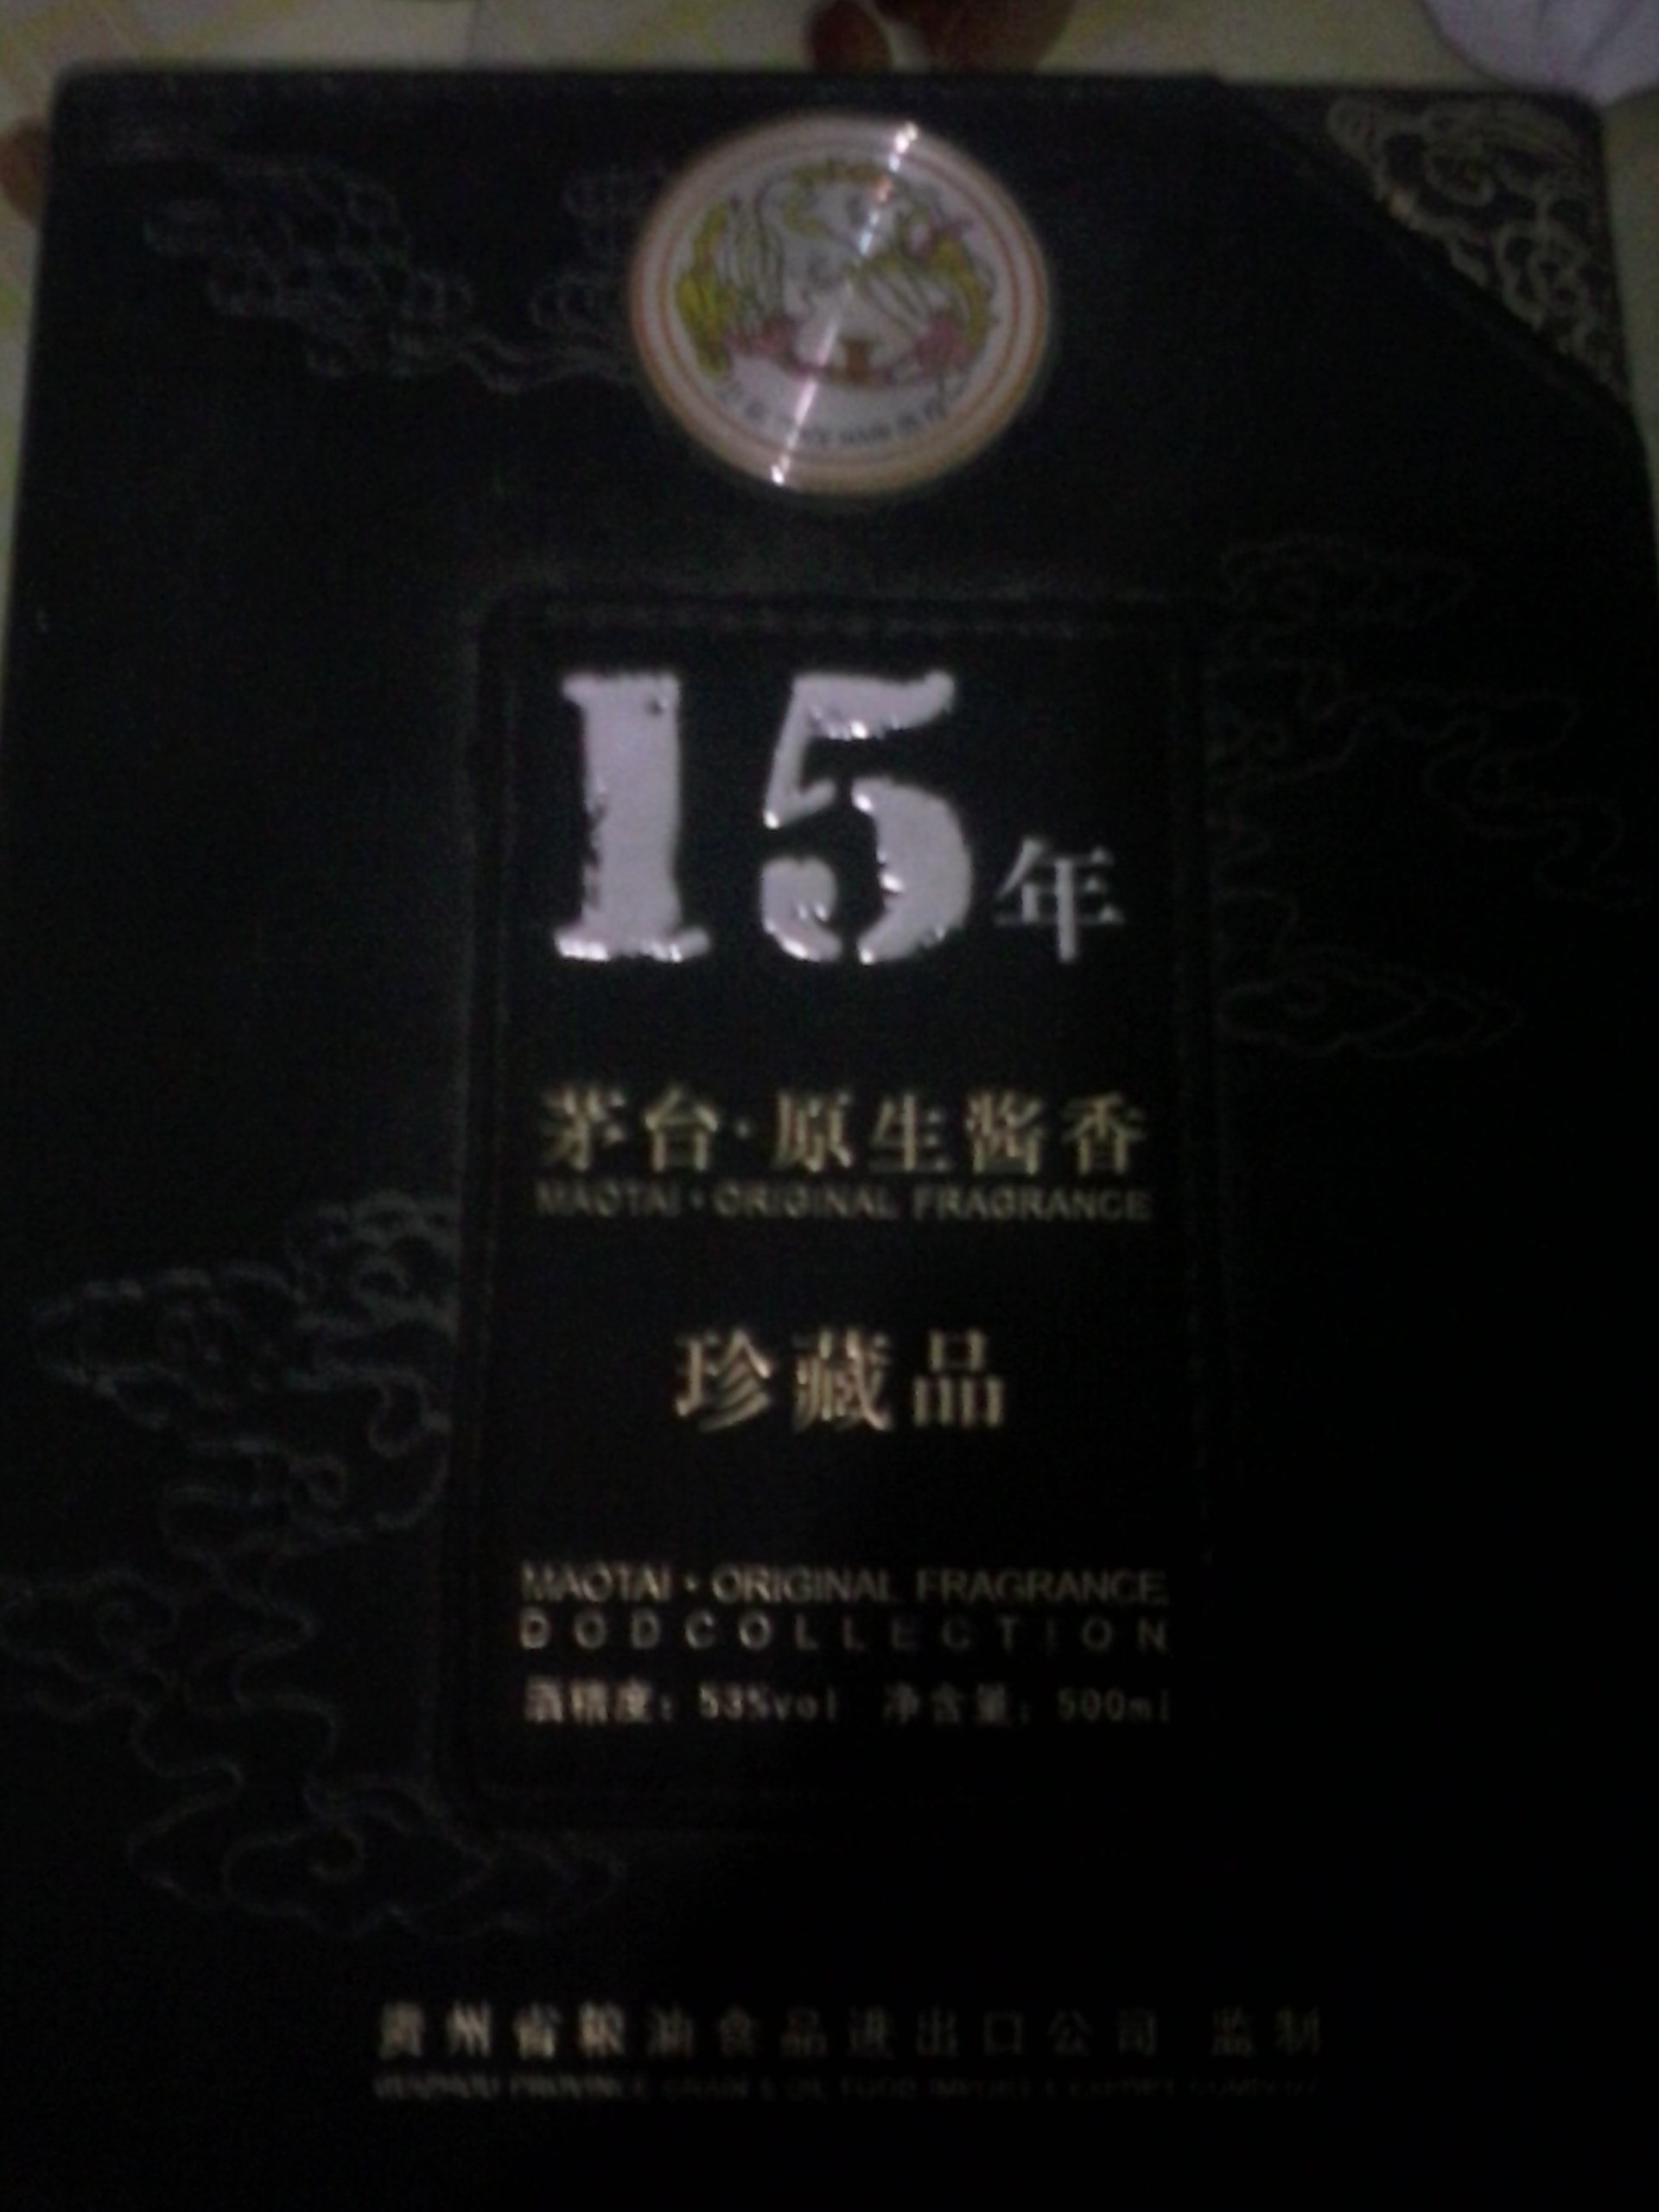 15年
茅台·原生酱香
MAOTAI·ORIGINAL FRAGRANCE
珍藏品
MAOTAI·ORIGINAL FRAGRANCE
DODCOLLECTION
酒精度：53%vol 净含量：500ml
贵州省粮油食品进出口公司 监制